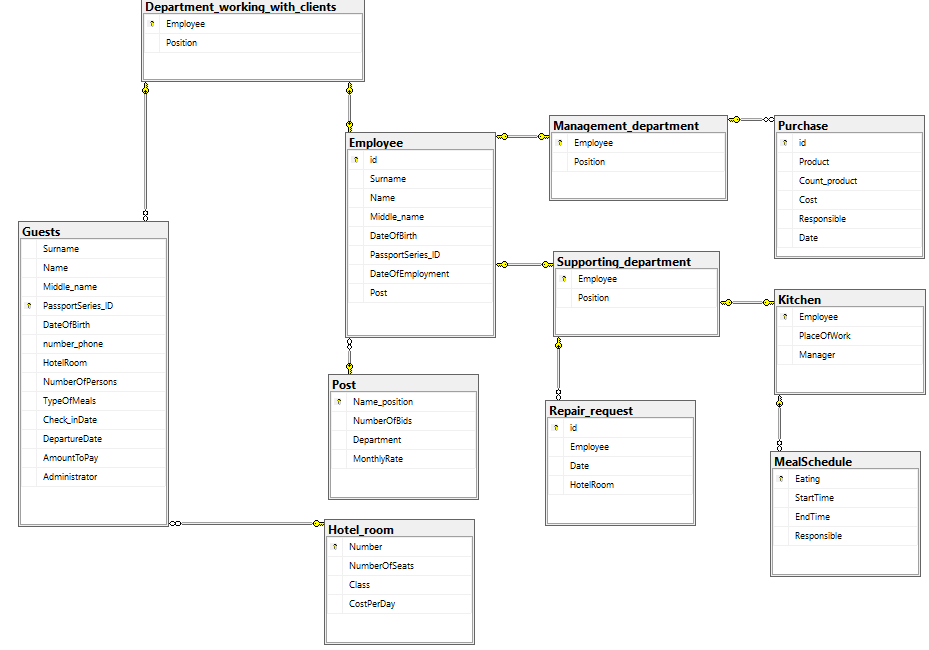 Department_working_with_clients
Employee
Position
Employee
id
Surname
Name
Middle_name
DateOfBirth
PassportSeries_ID
DateOfEmployment
Post
Management_department
Employee
Position
Purchase
id
Product
Count_product
Cost
Responsible
Date
Guests
Surname
Name
Middle_name
PassportSeries_ID
DateOfBirth
number_phone
HotelRoom
NumberOfPersons
TypeOfMeals
Check_inDate
DepartureDate
AmountToPay
Administrator
Supporting_department
Employee
Position
Kitchen
Employee
PlaceOfWork
Manager
Post
Name_position
NumberOfBids
Department
MonthlyRate
Repair_request
id
Employee
Date
HotelRoom
MealSchedule
Eating
StartTime
EndTime
Responsible
Hotel_room
Number
NumberOfSeats
Class
CostPerDay